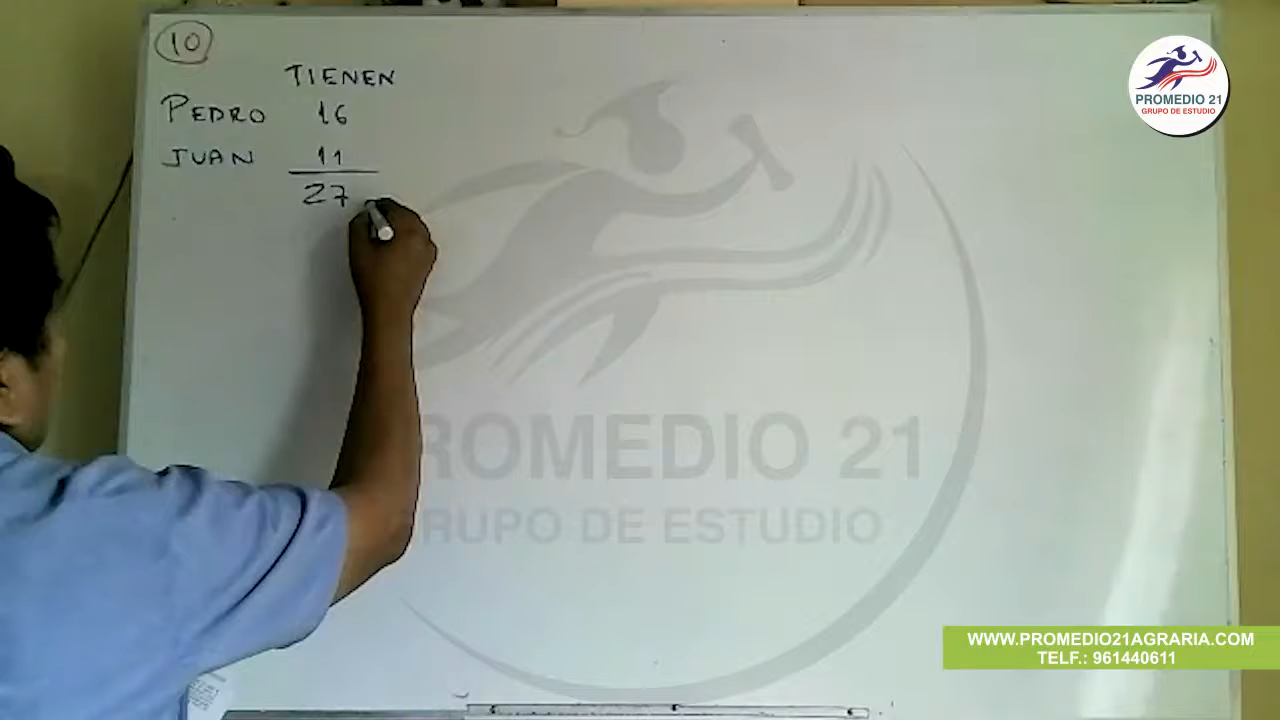 10
TIENEN
PEDRO 16
JUAN 11
27
PROMEDIO 21
GRUPO DE ESTUDIO
ROMEDIO 21
GRUPO DE ESTUDIO
WWW.PROMEDIO21AGRARIA.COM
TELF.: 961440611